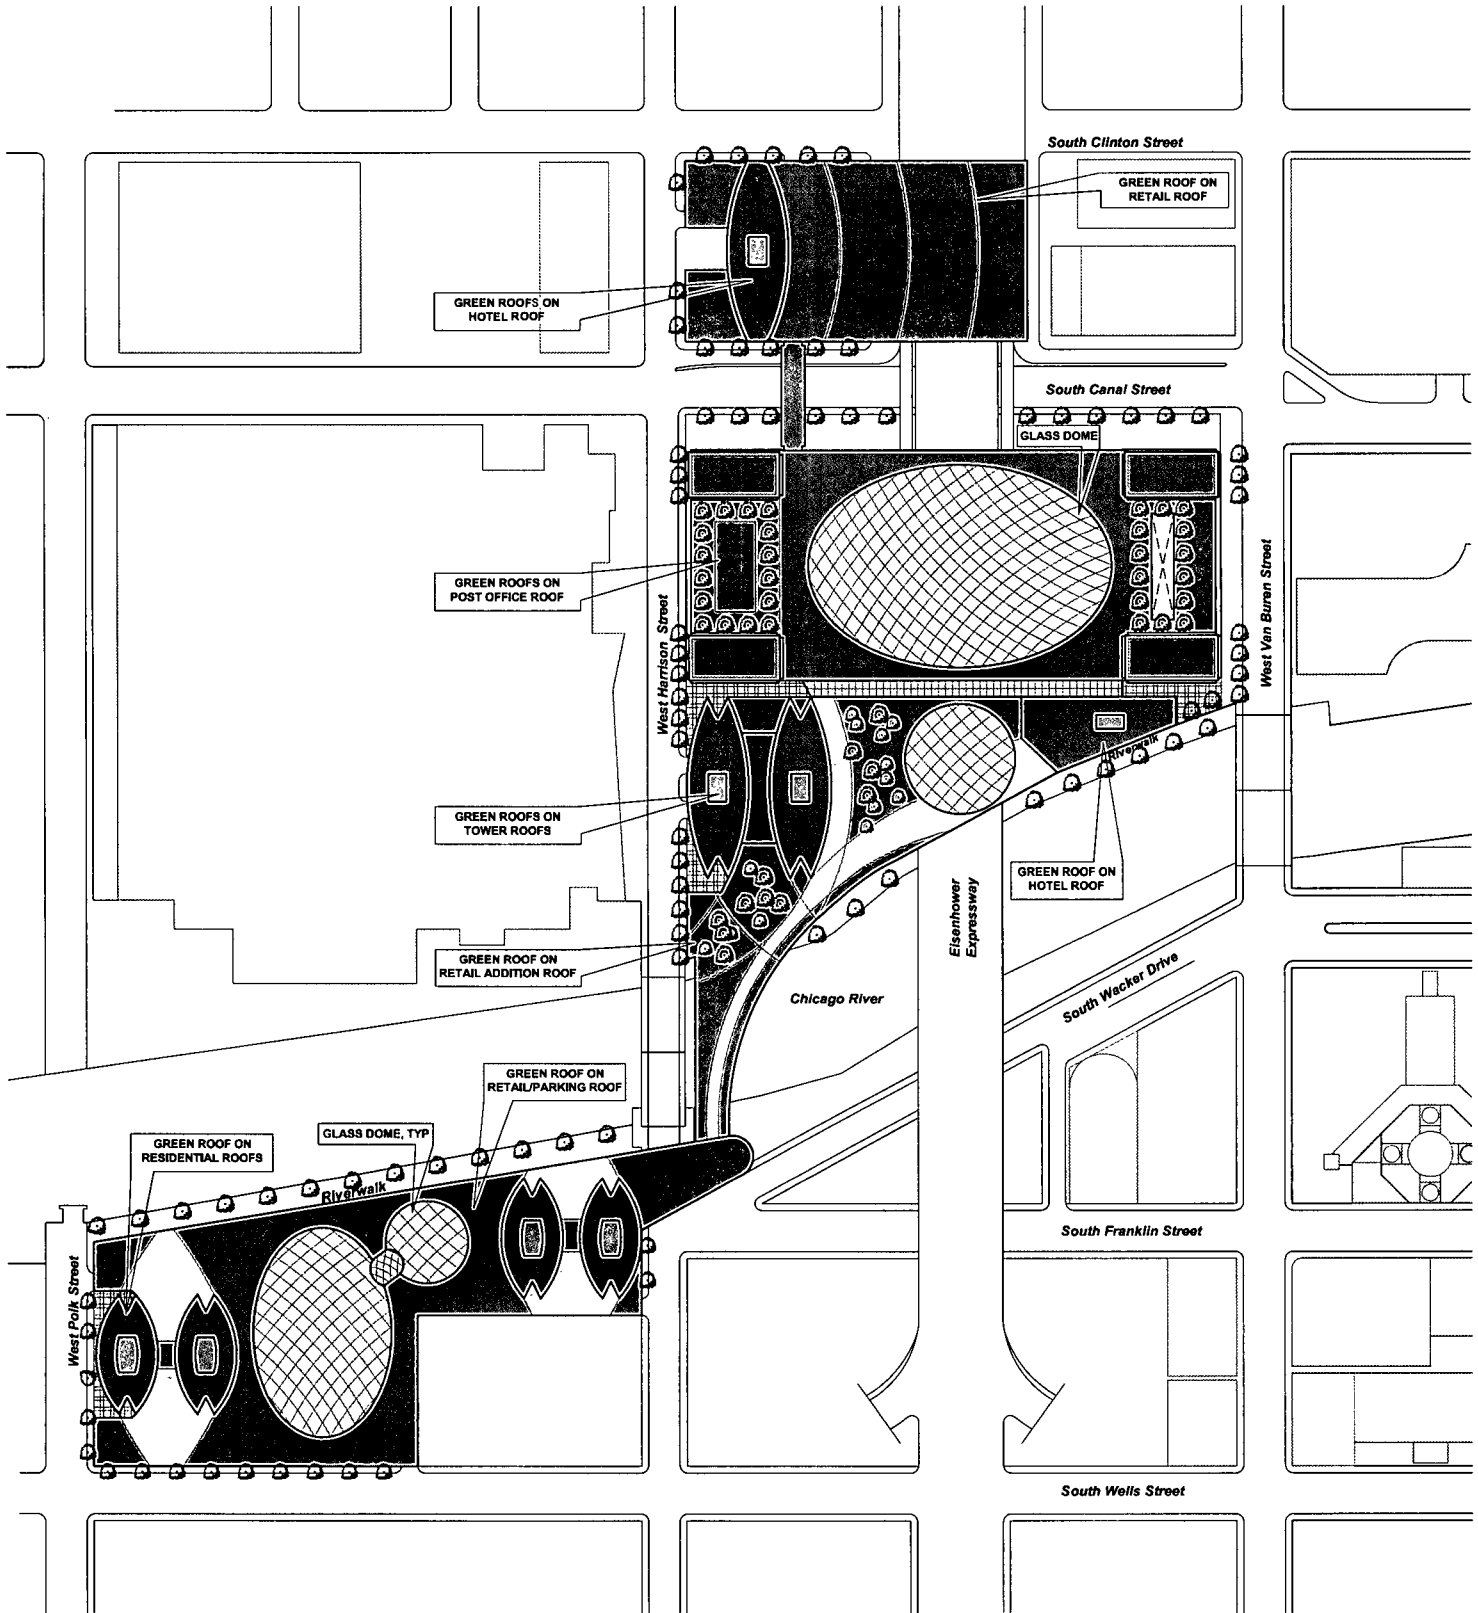 South Clinton Street
GREEN ROOF ON
RETAIL ROOF
GREEN ROOFS ON
HOTEL ROOF
South Canal Street
GLASS DOME
GREEN ROOFS ON
POST OFFICE ROOF
West Harrison Street
West Van Buren Street
Riverwalk
GREEN ROOFS ON
TOWER ROOFS
GREEN ROOF ON
HOTEL ROOF
Eisenhower
Expressway
GREEN ROOF ON
RETAIL ADDITION ROOF
Chicago River
South Wacker Drive
GREEN ROOF ON
RETAIL/PARKING ROOF
GLASS DOME, TYP
GREEN ROOF ON
RESIDENTIAL ROOFS
Riverwalk
South Franklin Street
West Polk Street
South Wells Street